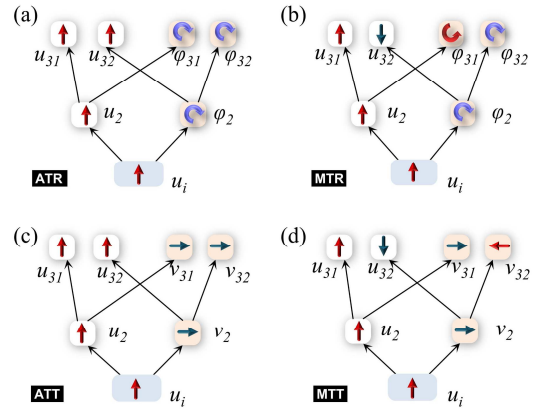 (a)
u31 u32 φ31 φ32
u2 φ2
ATR ui
(b)
u31 u32 φ31 φ32
u2 φ2
MTR ui
(c)
u31 u32 v31 v32
u2 v2
ATT ui
(d)
u31 u32 v31 v32
u2 v2
MTT ui